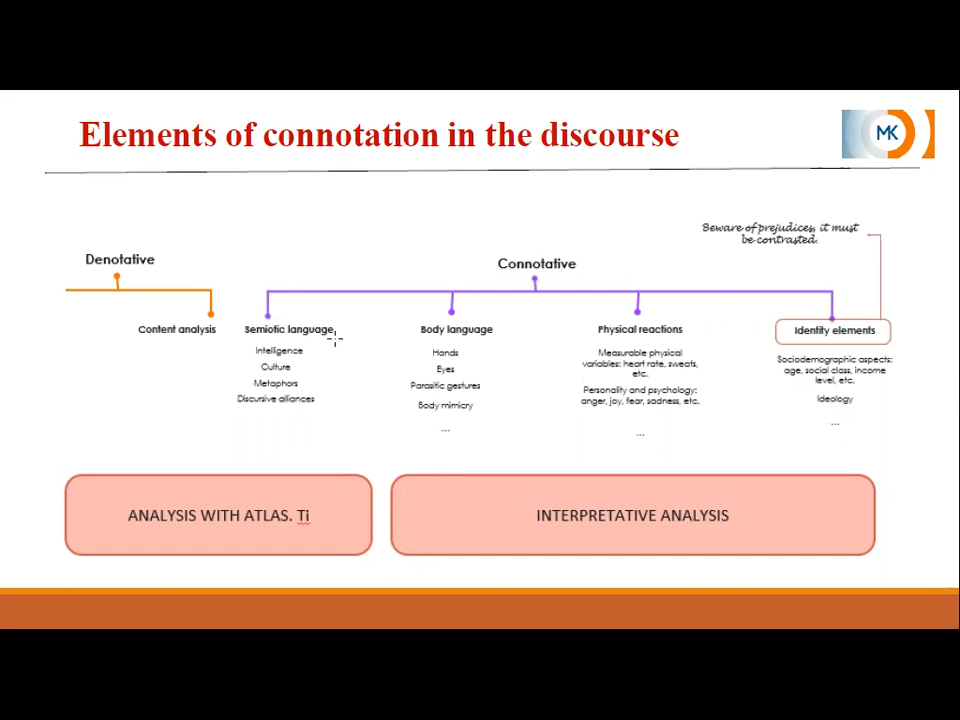 Elements of connotation in the discourse
MK
Beware of prejudices, it must
be contrasted.
Denotative
Connotative
Content analysis
Semiotic language
Intelligence
Culture
Metaphors
Discursive alliances
Body language
Hands
Eyes
Parasitic gestures
Body mimicry
...
Physical reactions
Measurable physical
variables: heart rate, sweats,
etc.
Personality and psychology:
anger, joy, fear, sadness, etc.
...
Identity elements
Sociodemographic aspects:
age, social class, income
level, etc.
Ideology
...
ANALYSIS WITH ATLAS. Ti
INTERPRETATIVE ANALYSIS